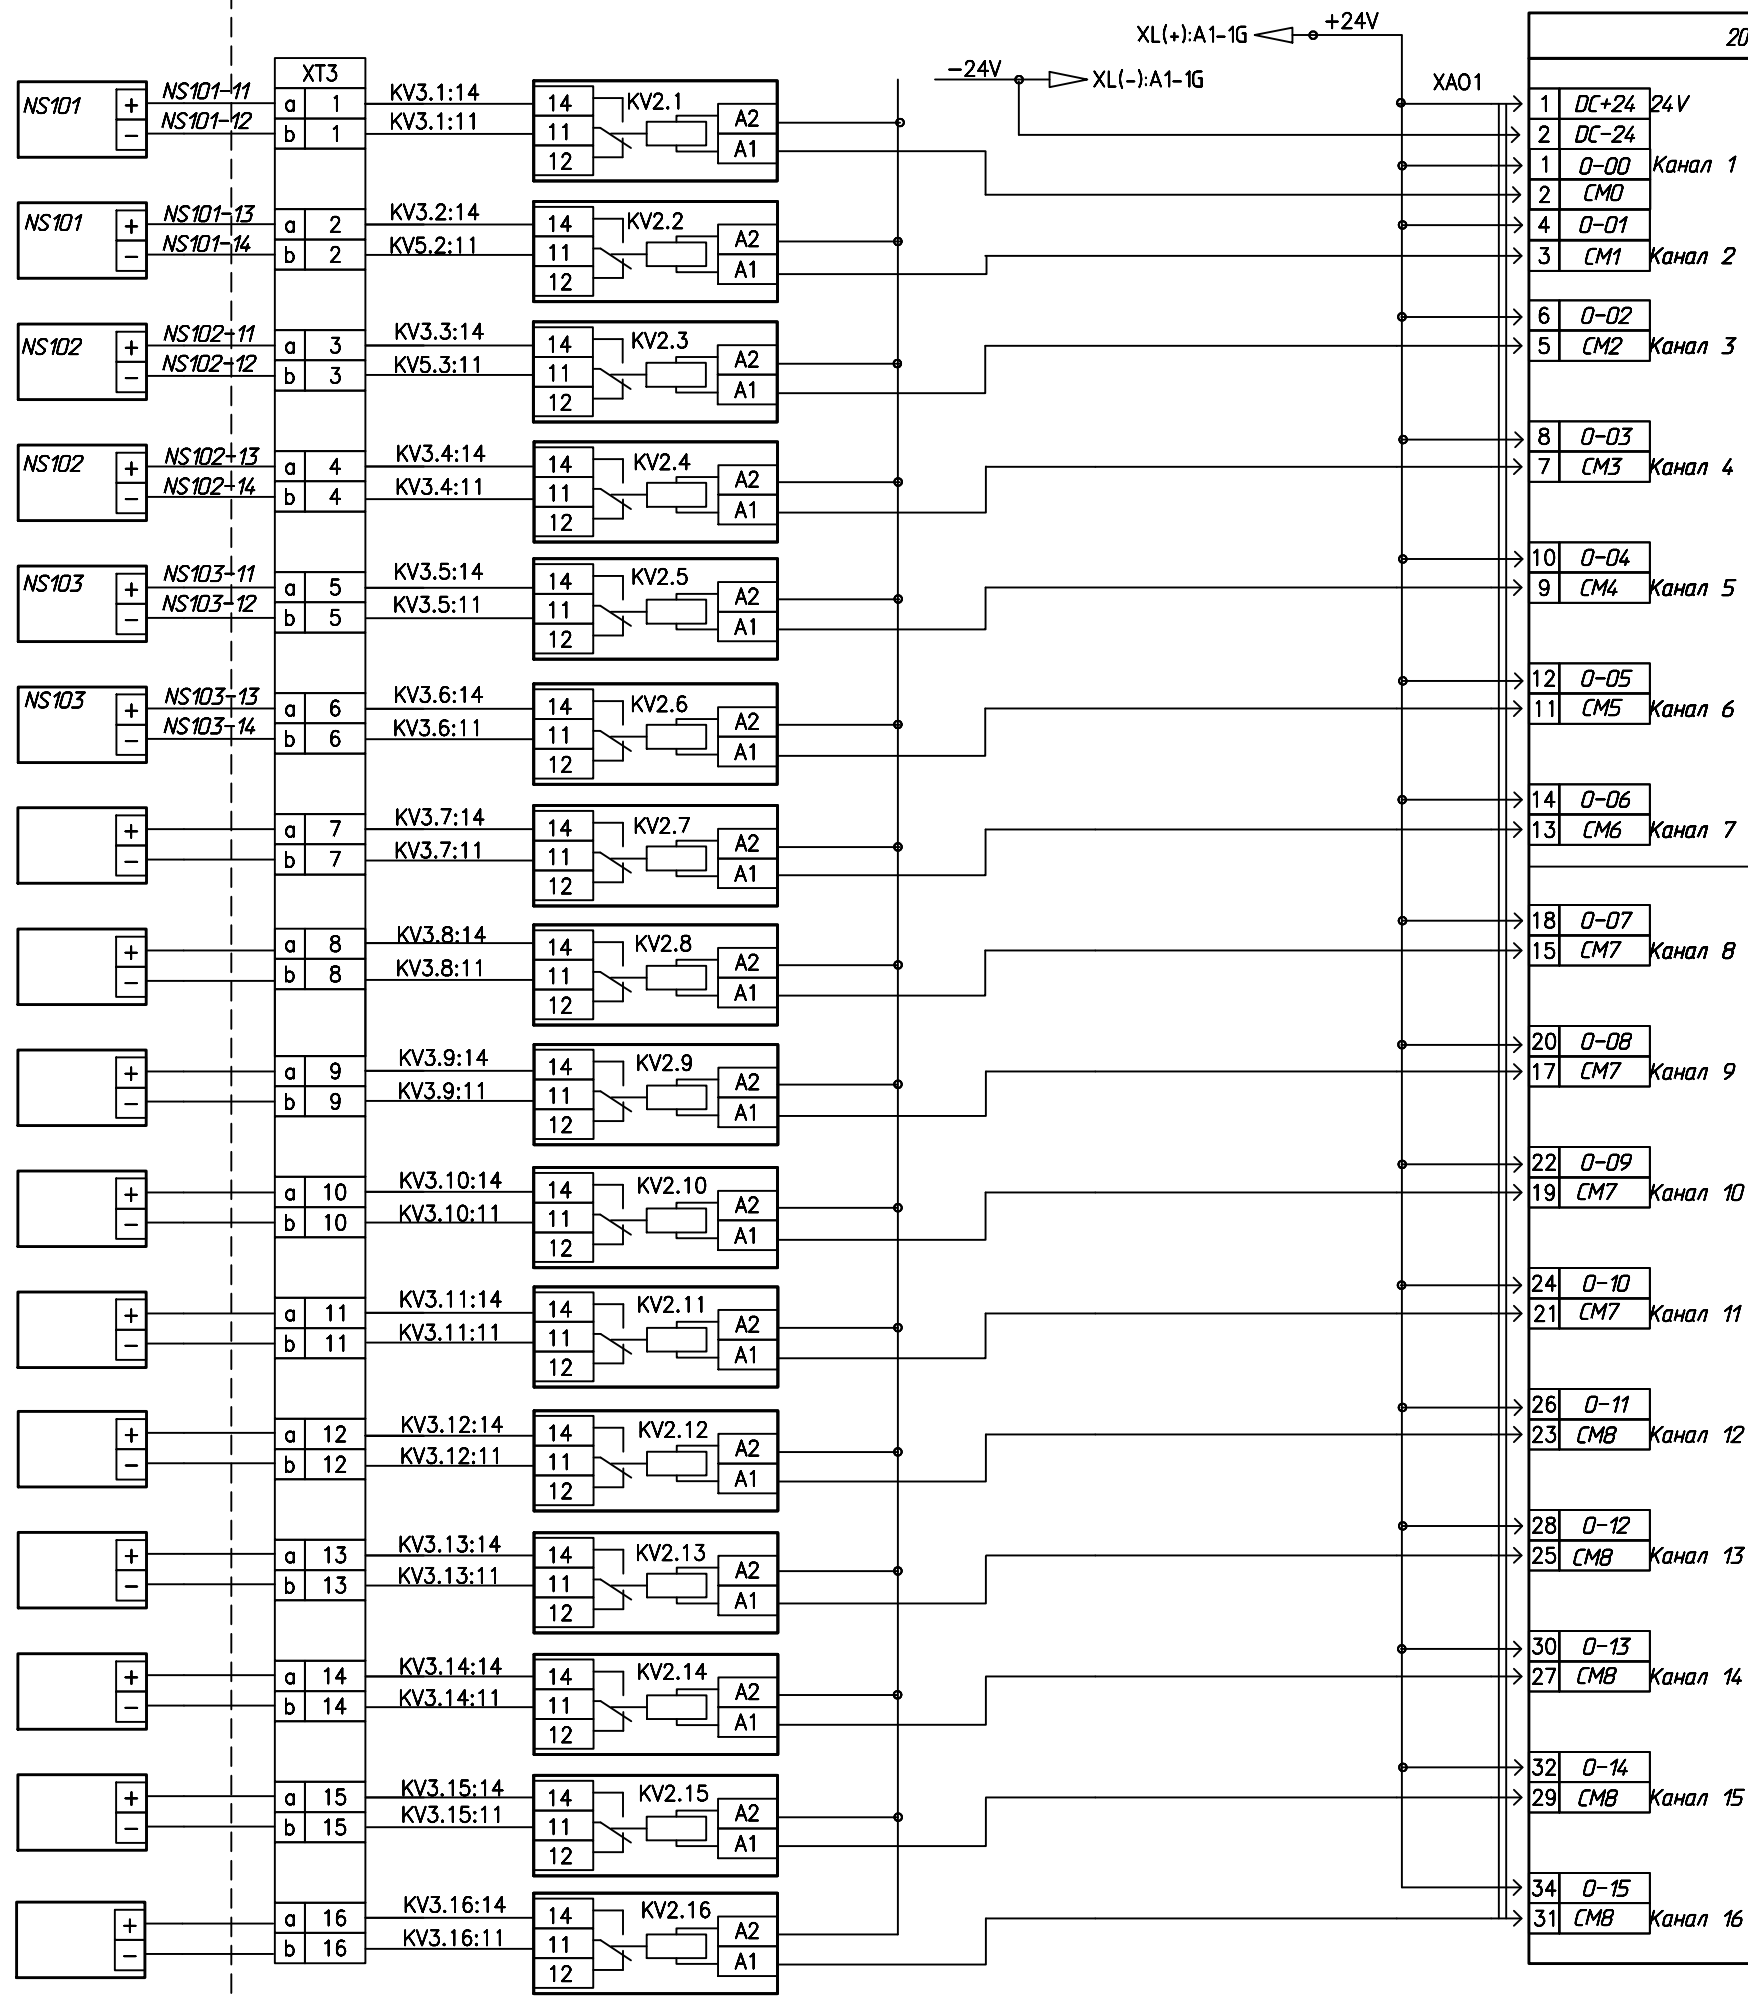 XL(+):A1-1G +24V
20
-24V XL(-):A1-1G
XT3 XAO1
NS101 + NS101-11 a 1 KV3.1:14 14 KV2.1 A2 1 DC+24 24V
- NS101-12 b 1 KV3.1:11 11 A1 2 DC-24
12 1 0-00 Канал 1
2 CM0
NS101 + NS101-13 a 2 KV3.2:14 14 KV2.2 A2 4 0-01
- NS101-14 b 2 KV5.2:11 11 A1 3 CM1 Канал 2
12
NS102 + NS102-11 a 3 KV3.3:14 14 KV2.3 A2 6 0-02
- NS102-12 b 3 KV5.3:11 11 A1 5 CM2 Канал 3
12
NS102 + NS102-13 a 4 KV3.4:14 14 KV2.4 A2 8 0-03
- NS102-14 b 4 KV3.4:11 11 A1 7 CM3 Канал 4
12
NS103 + NS103-11 a 5 KV3.5:14 14 KV2.5 A2 10 0-04
- NS103-12 b 5 KV3.5:11 11 A1 9 CM4 Канал 5
12
NS103 + NS103-13 a 6 KV3.6:14 14 KV2.6 A2 12 0-05
- NS103-14 b 6 KV3.6:11 11 A1 11 CM5 Канал 6
12
+ a 7 KV3.7:14 14 KV2.7 A2 14 0-06
- b 7 KV3.7:11 11 A1 13 CM6 Канал 7
12
+ a 8 KV3.8:14 14 KV2.8 A2 18 0-07
- b 8 KV3.8:11 11 A1 15 CM7 Канал 8
12
+ a 9 KV3.9:14 14 KV2.9 A2 20 0-08
- b 9 KV3.9:11 11 A1 17 CM7 Канал 9
12
+ a 10 KV3.10:14 14 KV2.10 A2 22 0-09
- b 10 KV3.10:11 11 A1 19 CM7 Канал 10
12
+ a 11 KV3.11:14 14 KV2.11 A2 24 0-10
- b 11 KV3.11:11 11 A1 21 CM7 Канал 11
12
+ a 12 KV3.12:14 14 KV2.12 A2 26 0-11
- b 12 KV3.12:11 11 A1 23 CM8 Канал 12
12
+ a 13 KV3.13:14 14 KV2.13 A2 28 0-12
- b 13 KV3.13:11 11 A1 25 CM8 Канал 13
12
+ a 14 KV3.14:14 14 KV2.14 A2 30 0-13
- b 14 KV3.14:11 11 A1 27 CM8 Канал 14
12
+ a 15 KV3.15:14 14 KV2.15 A2 32 0-14
- b 15 KV3.15:11 11 A1 29 CM8 Канал 15
12
+ a 16 KV3.16:14 14 KV2.16 A2 34 0-15
- b 16 KV3.16:11 11 A1 31 CM8 Канал 16
12